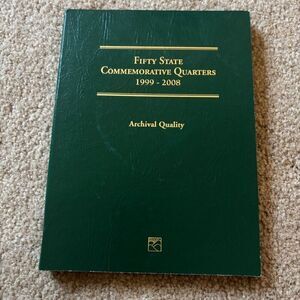 FIFTY STATE
COMMEMORATIVE QUARTERS
1999 - 2008
Archival Quality